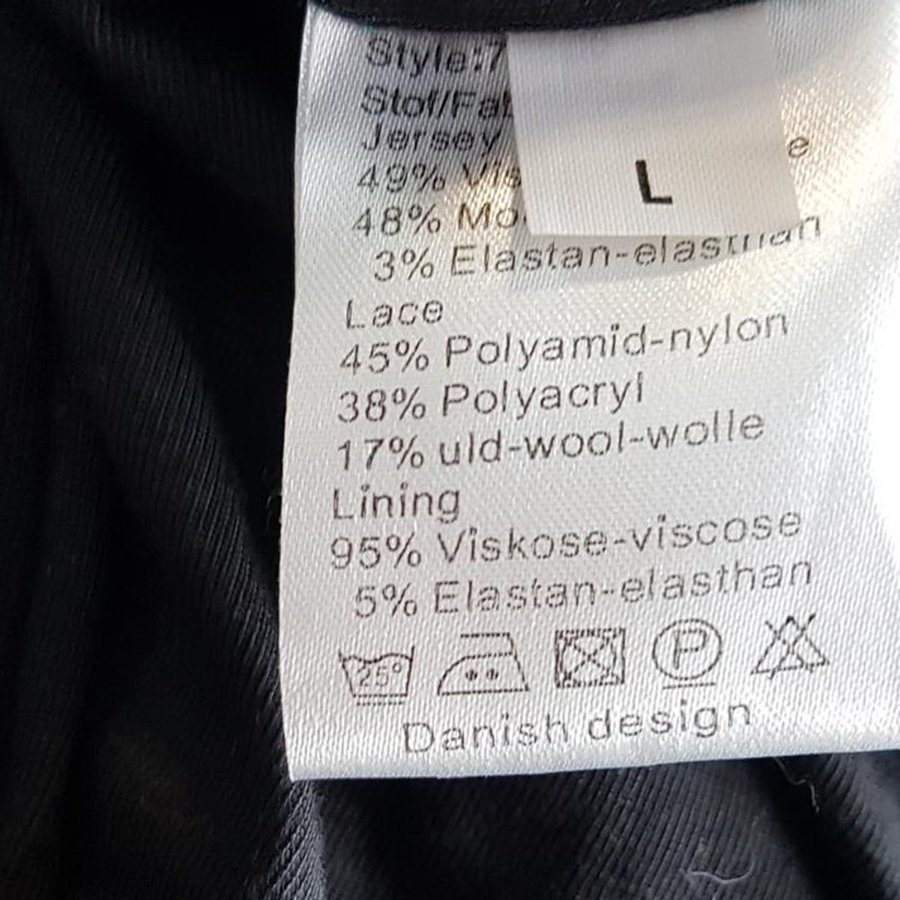 Style:7
Stof/Fa
Jersey
49% Vis
48% Mo
3% Elastan-elasthan
L
Lace
45% Polyamid-nylon
38% Polyacryl
17% uld-wool-wolle
Lining
95% Viskose-viscose
5% Elastan-elasthan
25°
P
Danish design